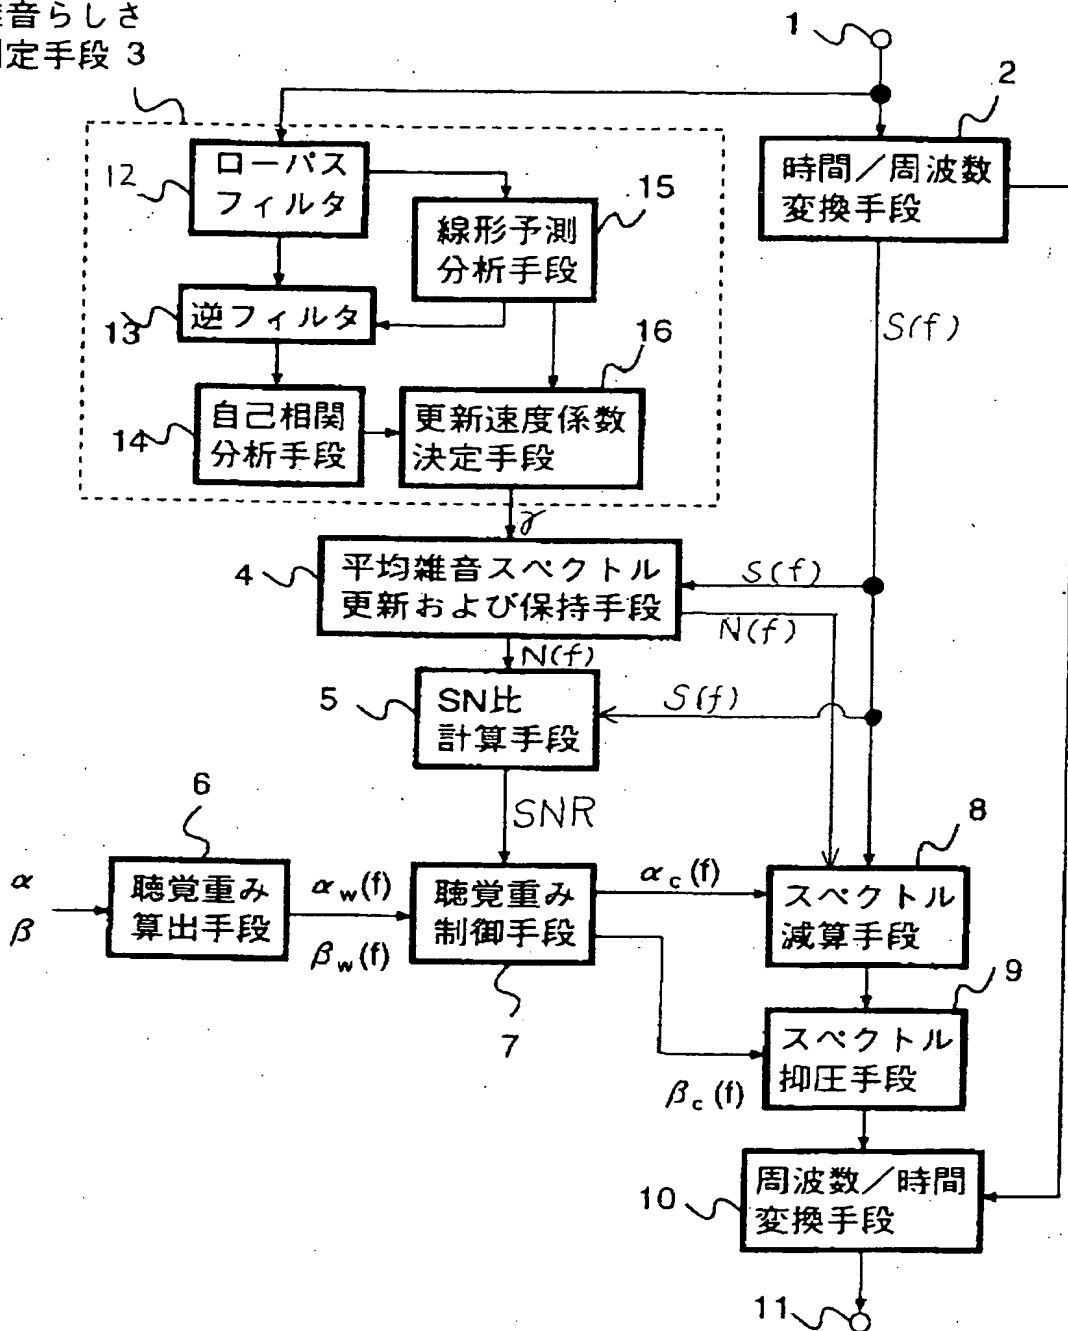 音らしさ
定手段 3
1
2
時間／周波数
変換手段
12
ローパス
フィルタ
15
線形予測
分析手段
13
逆フィルタ
S(f)
16
14
自己相関
分析手段
更新速度係数
決定手段
γ
4
平均雑音スペクトル
更新および保持手段
S(f)
N(f)
N(f)
5
SN比
計算手段
S(f)
6
SNR
8
α
β
聴覚重み
算出手段
αw(f)
βw(f)
聴覚重み
制御手段
αc(f)
スペクトル
減算手段
7
9
スペクトル
抑圧手段
βc(f)
10
周波数／時間
変換手段
11